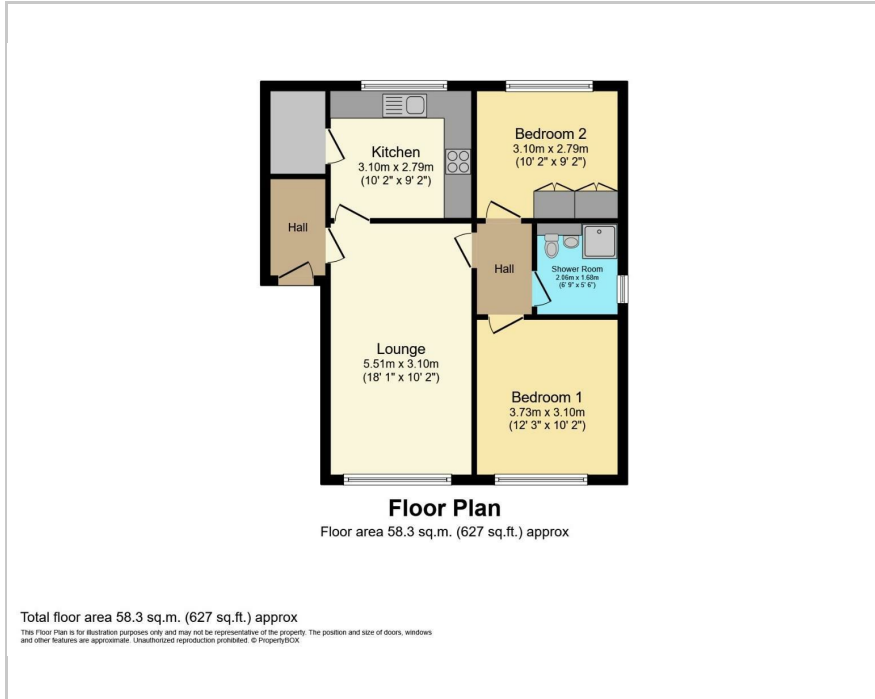 Kitchen
3.10m x 2.79m
(10' 2" x 9' 2")
Bedroom 2
3.10m x 2.79m
(10' 2" x 9' 2")
Hall
Hall
Shower Room
2.06m x 1.68m
(6' 9" x 5' 6")
Lounge
5.51m x 3.10m
(18' 1" x 10' 2")
Bedroom 1
3.73m x 3.10m
(12' 3" x 10' 2")
Floor Plan
Floor area 58.3 sq.m. (627 sq.ft.) approx
Total floor area 58.3 sq.m. (627 sq.ft.) approx
This Floor Plan is for illustration purposes only and may not be representative of the property. The position and size of doors, windows
and other features are approximate. Unauthorized reproduction prohibited. © PropertyBOX